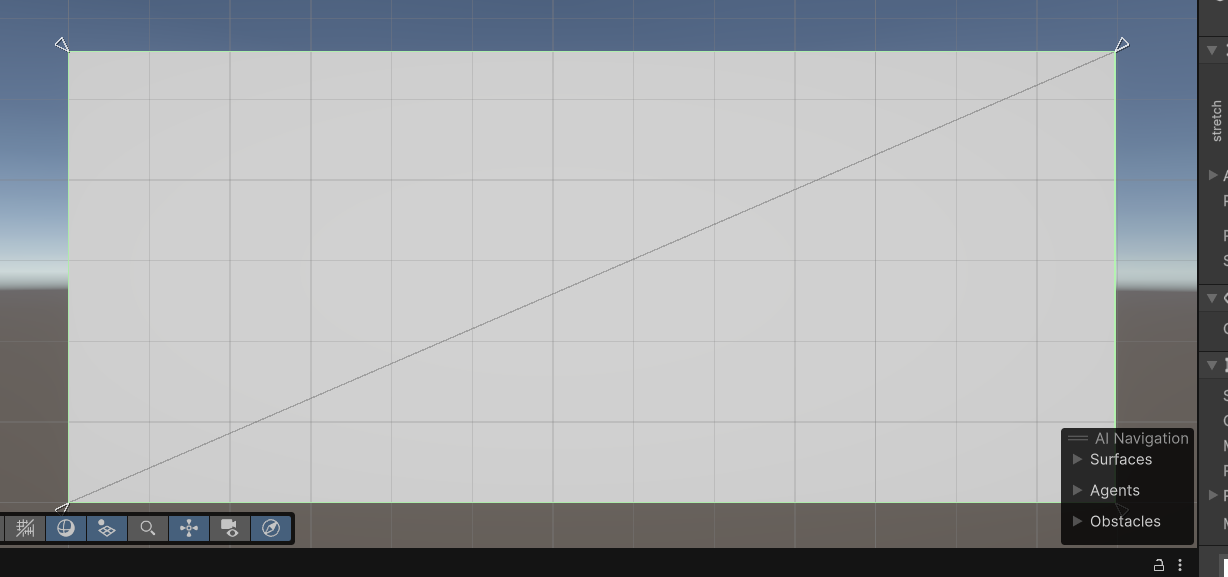 stretch
AI Navigation
Surfaces
Agents
Obstacles